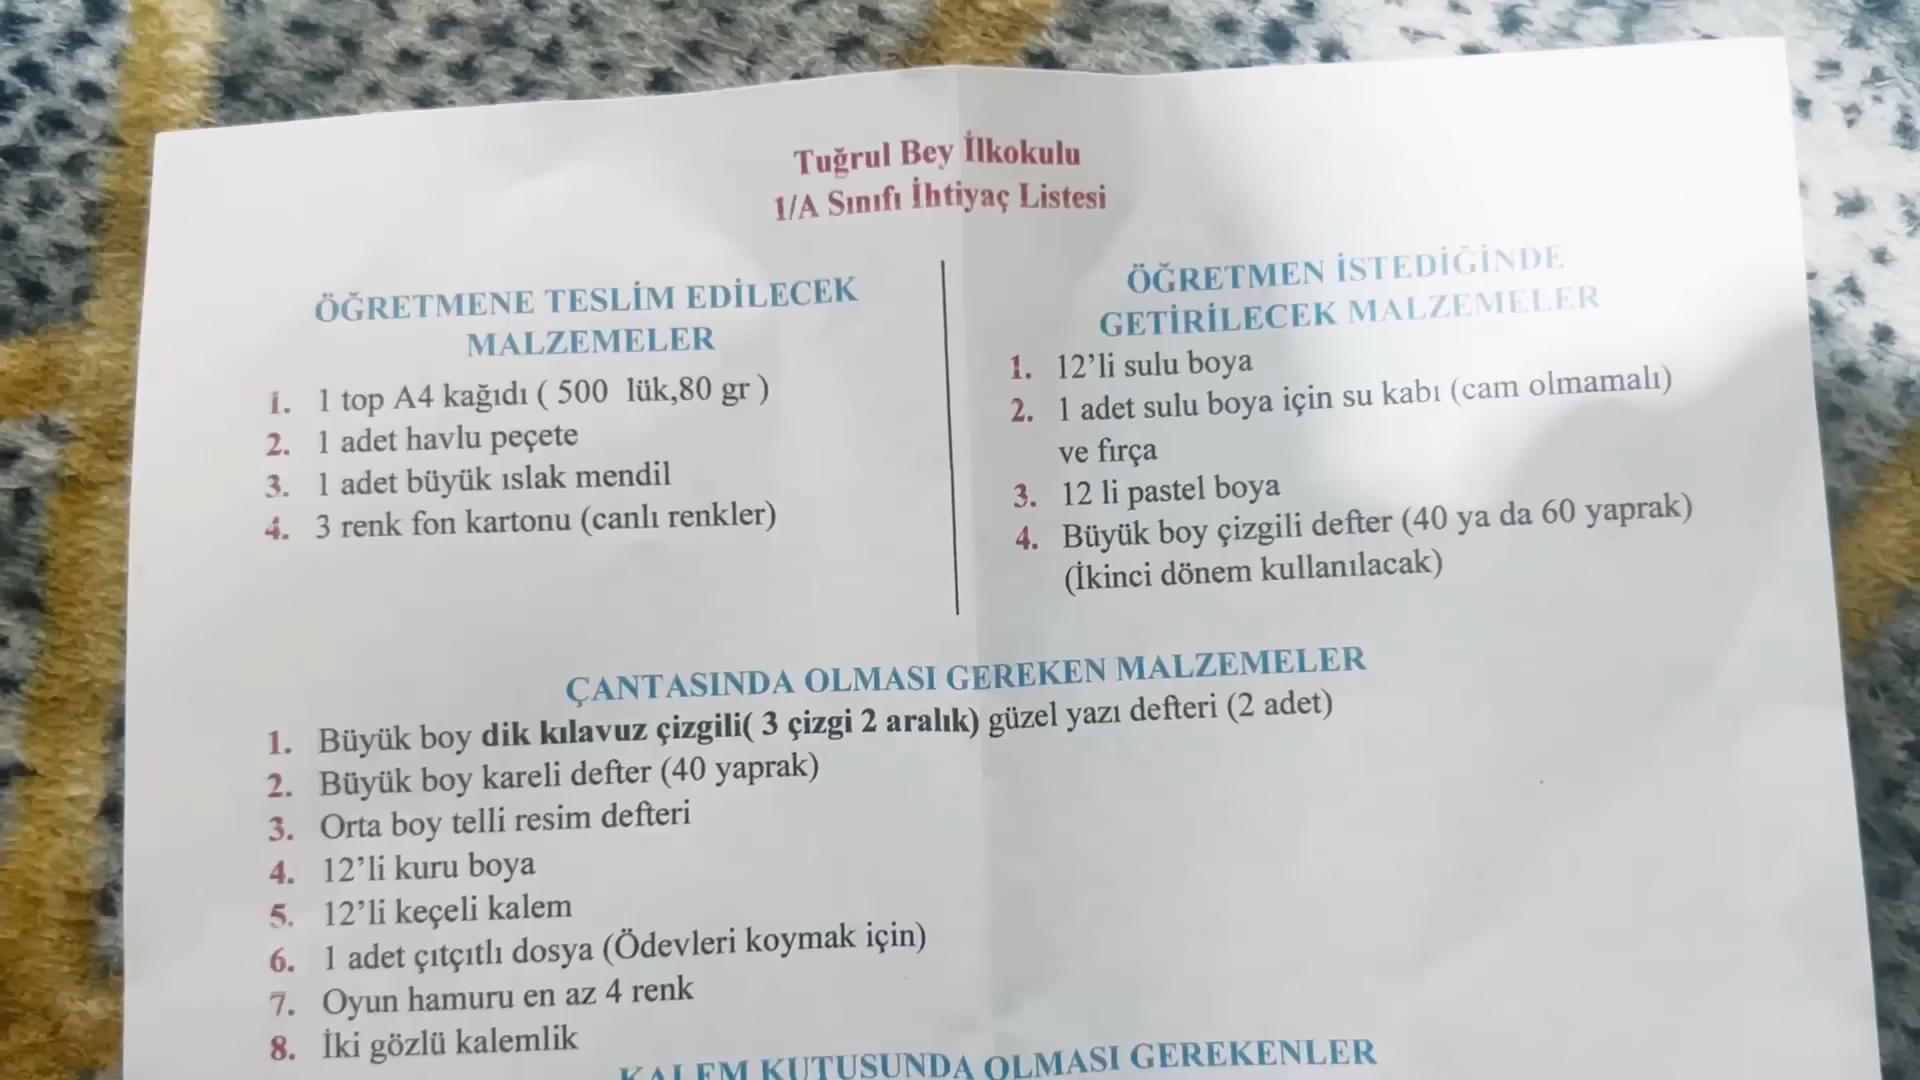 Tuğrul Bey İlkokulu
1/A Sınıfı İhtiyaç Listesi
ÖĞRETMENE TESLİM EDİLECEK
MALZEMELER
1. 1 top A4 kağıdı ( 500 lük,80 gr )
2. 1 adet havlu peçete
3. 1 adet büyük ıslak mendil
4. 3 renk fon kartonu (canlı renkler)
ÖĞRETMEN İSTEDİĞİNDE
GETİRİLECEK MALZEMELER
1. 12’li sulu boya
2. 1 adet sulu boya için su kabı (cam olmamalı)
ve fırça
3. 12 li pastel boya
4. Büyük boy çizgili defter (40 ya da 60 yaprak)
(İkinci dönem kullanılacak)
ÇANTASINDA OLMASI GEREKEN MALZEMELER
1. Büyük boy dik kılavuz çizgili( 3 çizgi 2 aralık) güzel yazı defteri (2 adet)
2. Büyük boy kareli defter (40 yaprak)
3. Orta boy telli resim defteri
4. 12’li kuru boya
5. 12’li keçeli kalem
6. 1 adet çıtçıtlı dosya (Ödevleri koymak için)
7. Oyun hamuru en az 4 renk
8. İki gözlü kalemlik
KALEM KUTUSUNDA OLMASI GEREKENLER